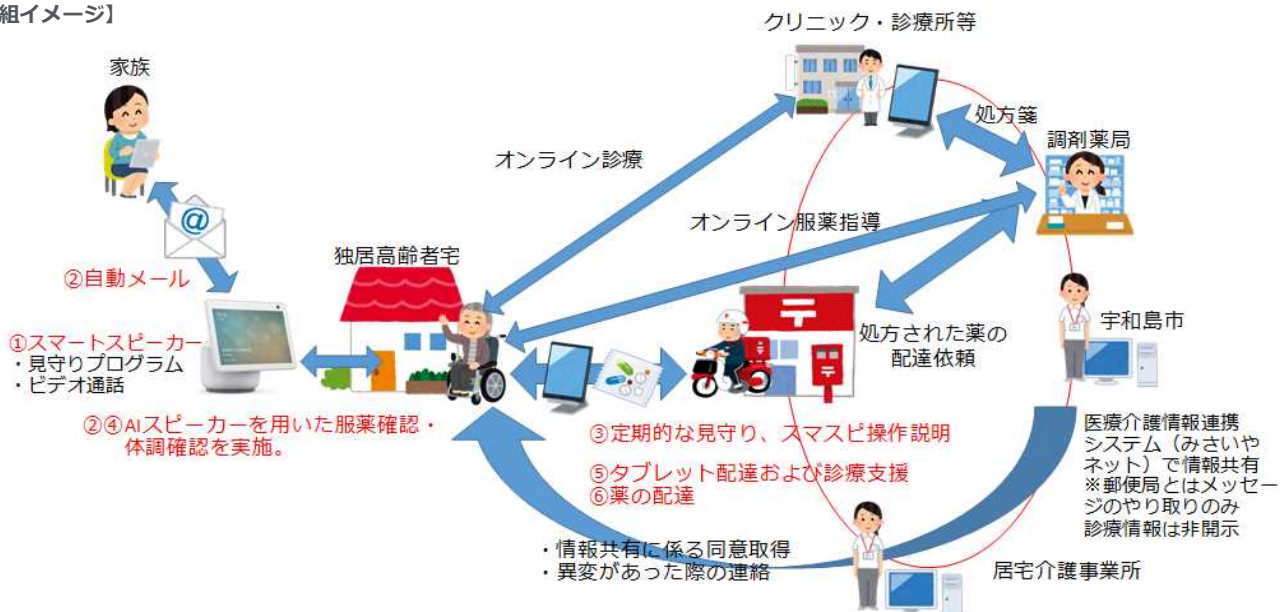 組イメージ】
クリニック・診療所等
家族
処方箋
調剤薬局
オンライン診療
オンライン服薬指導
@
独居高齢者宅
②自動メール
宇和島市
処方された薬の
配達依頼
①スマートスピーカー
・見守りプログラム
・ビデオ通話
②④AIスピーカーを用いた服薬確認・
体調確認を実施。
③定期的な見守り、スマスピ操作説明
⑤タブレット配達および診療支援
⑥薬の配達
医療介護情報連携
システム（みさいや
ネット）で情報共有
※郵便局とはメッセー
ジのやり取りのみ
診療情報は非開示
・情報共有に係る同意取得
・異変があった際の連絡
居宅介護事業所